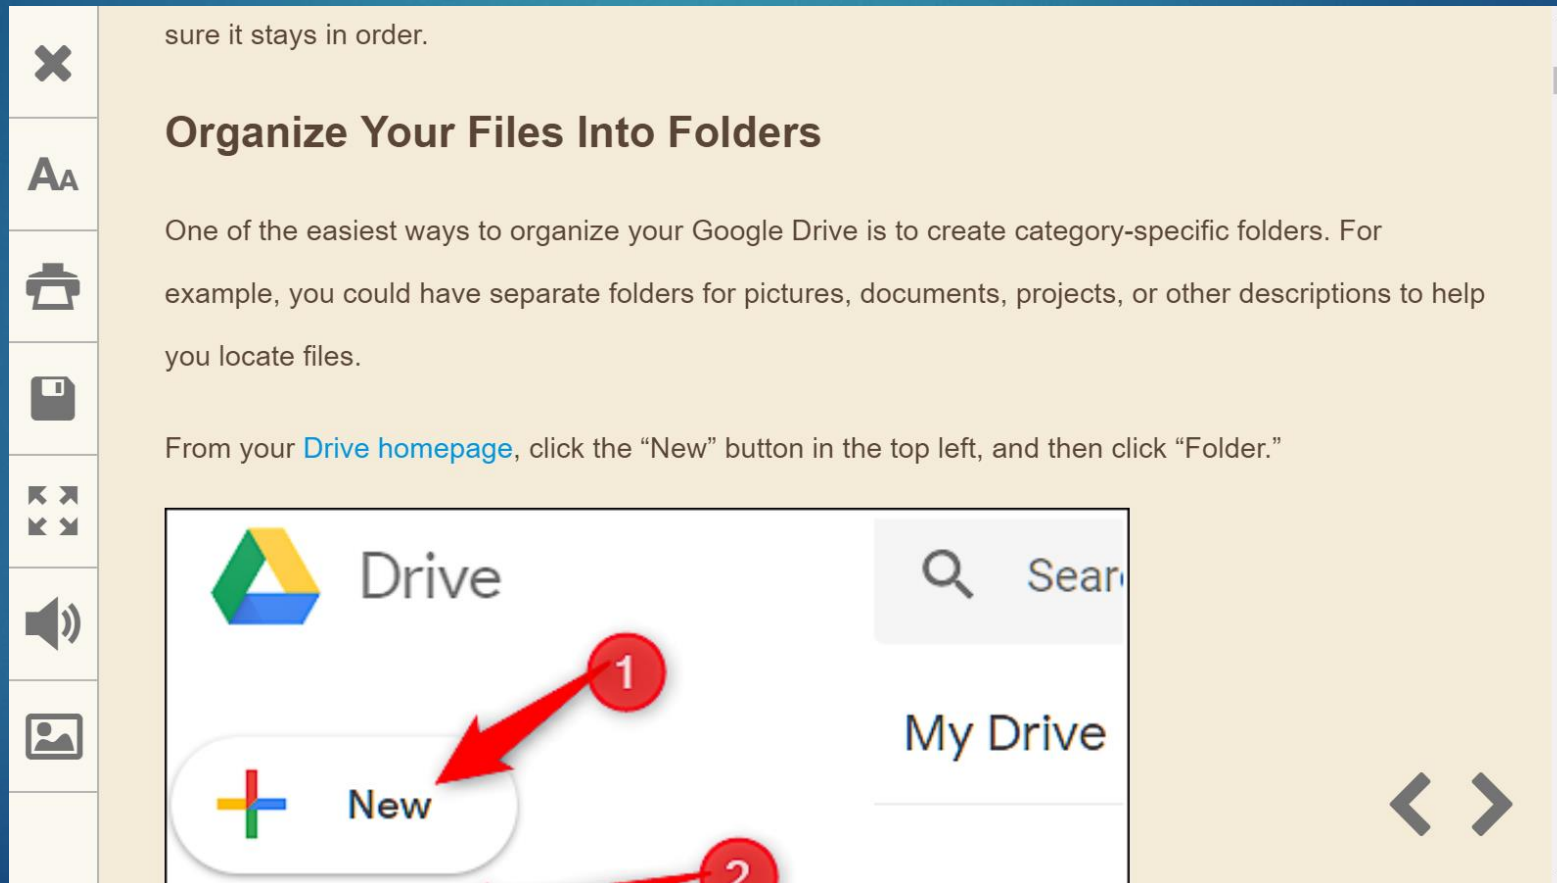 sure it stays in order.
Organize Your Files Into Folders
AA
One of the easiest ways to organize your Google Drive is to create category-specific folders. For
example, you could have separate folders for pictures, documents, projects, or other descriptions to help
you locate files.
From your Drive homepage, click the “New” button in the top left, and then click “Folder.”
Drive
Sear
1
My Drive
New
2